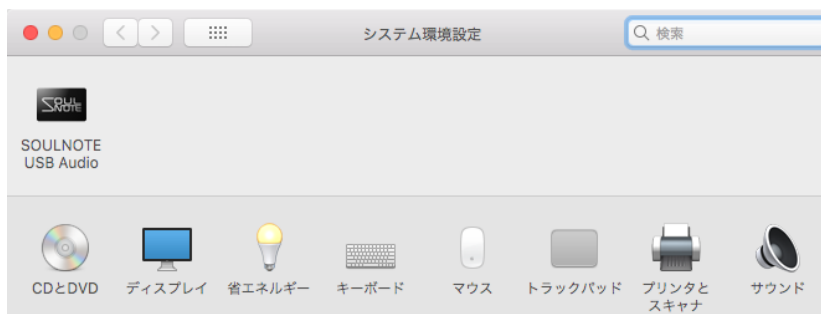 システム環境設定
検索
SOUL
NOTE
SOULNOTE
USB Audio
CDとDVD
ディスプレイ
省エネルギー
キーボード
マウス
トラックパッド
プリンタと
スキャナ
サウンド